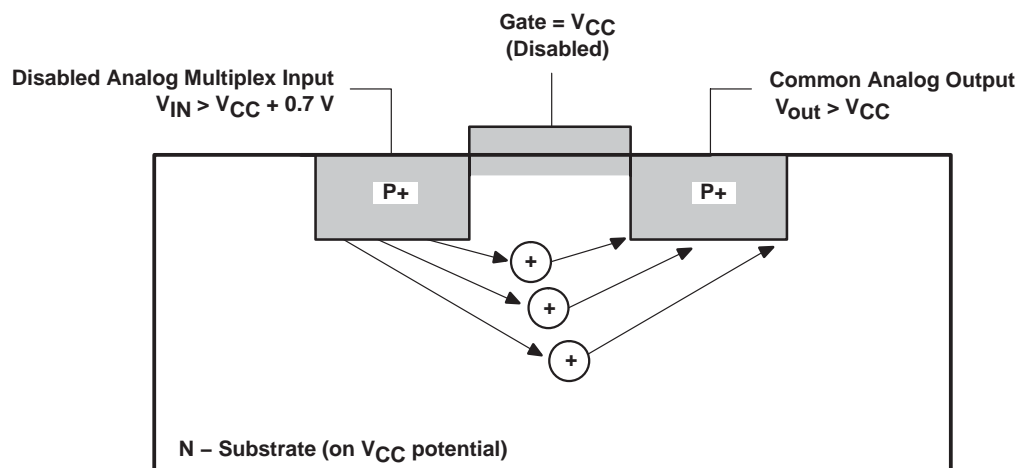 Gate = VCC
(Disabled)
Disabled Analog Multiplex Input
VIN > VCC + 0.7 V
Common Analog Output
Vout > VCC
P+
P+
+
+
+
N – Substrate (on VCC potential)